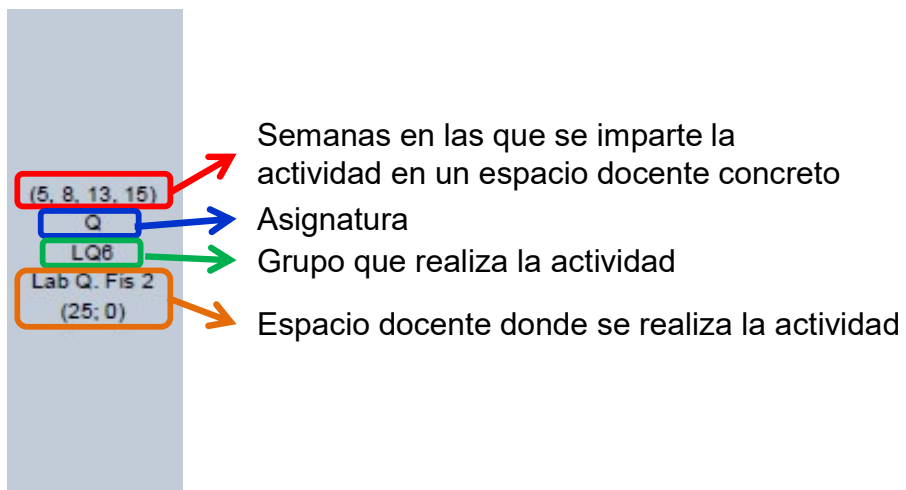 (5, 8, 13, 15)
Q
LQ6
Lab Q. Fis 2
(25; 0)
Semanas en las que se imparte la
actividad en un espacio docente concreto
Asignatura
Grupo que realiza la actividad
Espacio docente donde se realiza la actividad